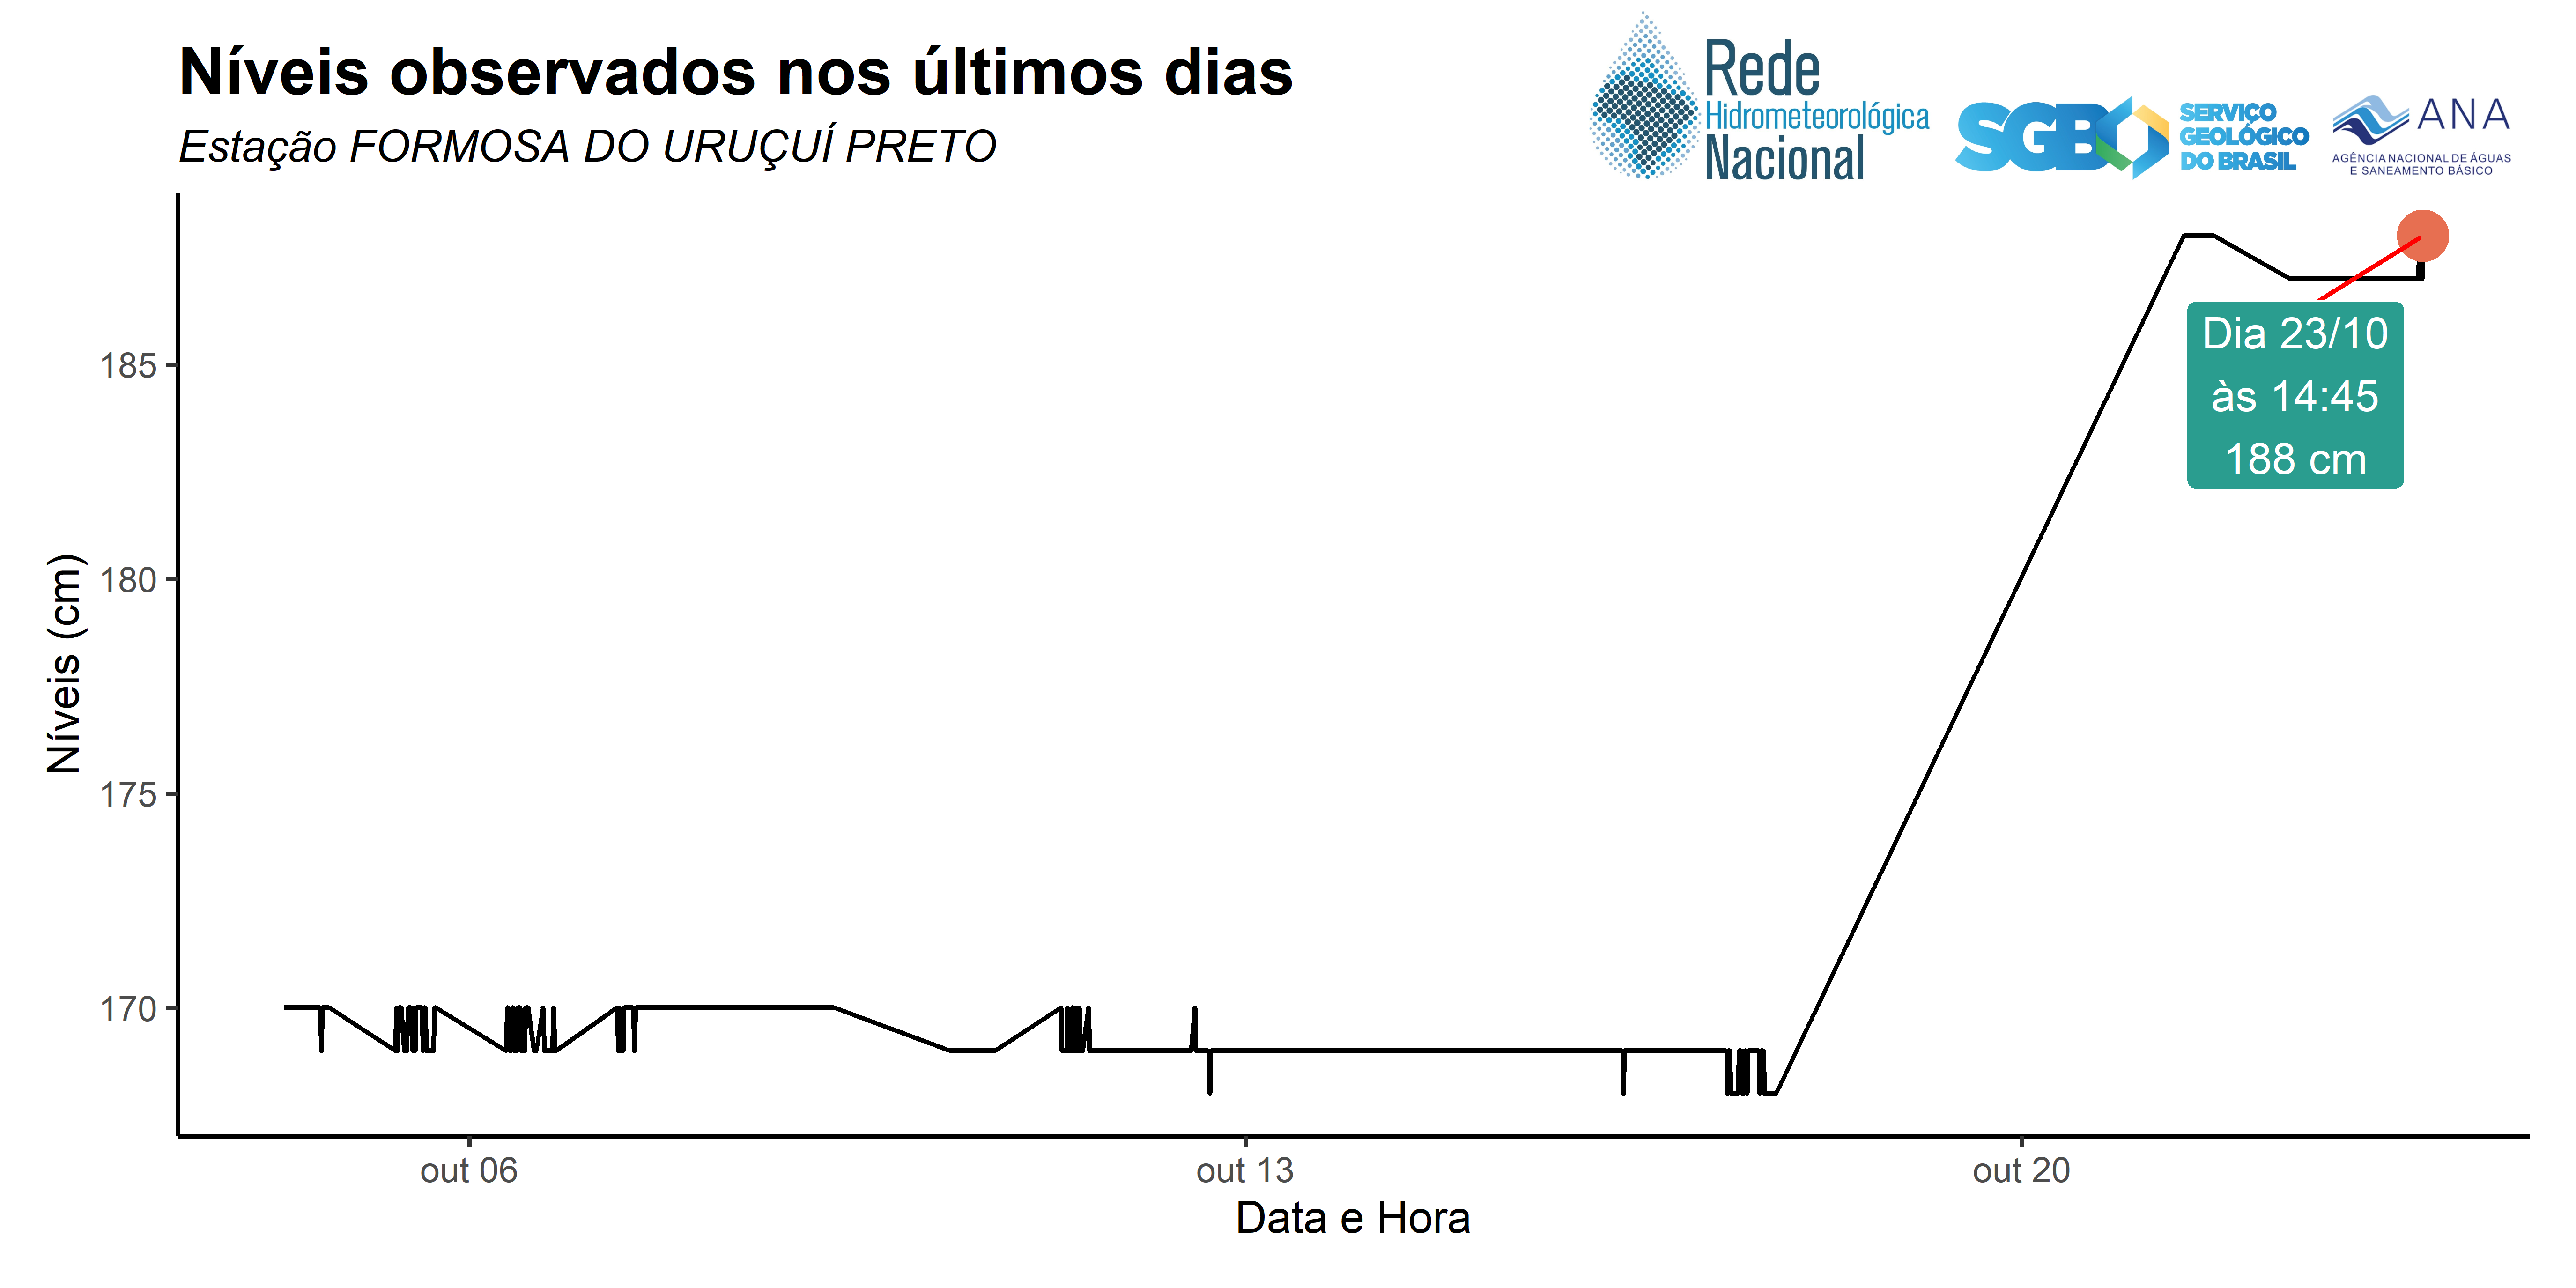 Níveis observados nos últimos dias
Estação FORMOSA DO URUÇUÍ PRETO
Rede
Hidrometeorológica
Nacional
SGB
SERVIÇO
GEOLÓGICO
DO BRASIL
ANA
AGÊNCIA NACIONAL DE ÁGUAS
E SANEAMENTO BÁSICO
Níveis (cm)
185
180
175
170
Dia 23/10
às 14:45
188 cm
out 06
out 13
out 20
Data e Hora